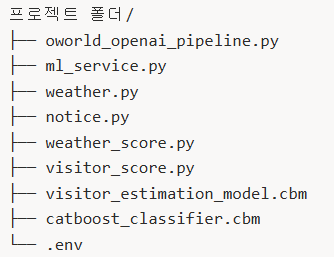 프로젝트 폴더/
├── oworld_openai_pipeline.py
├── ml_service.py
├── weather.py
├── notice.py
├── weather_score.py
├── visitor_score.py
├── visitor_estimation_model.cbm
├── catboost_classifier.cbm
└── .env